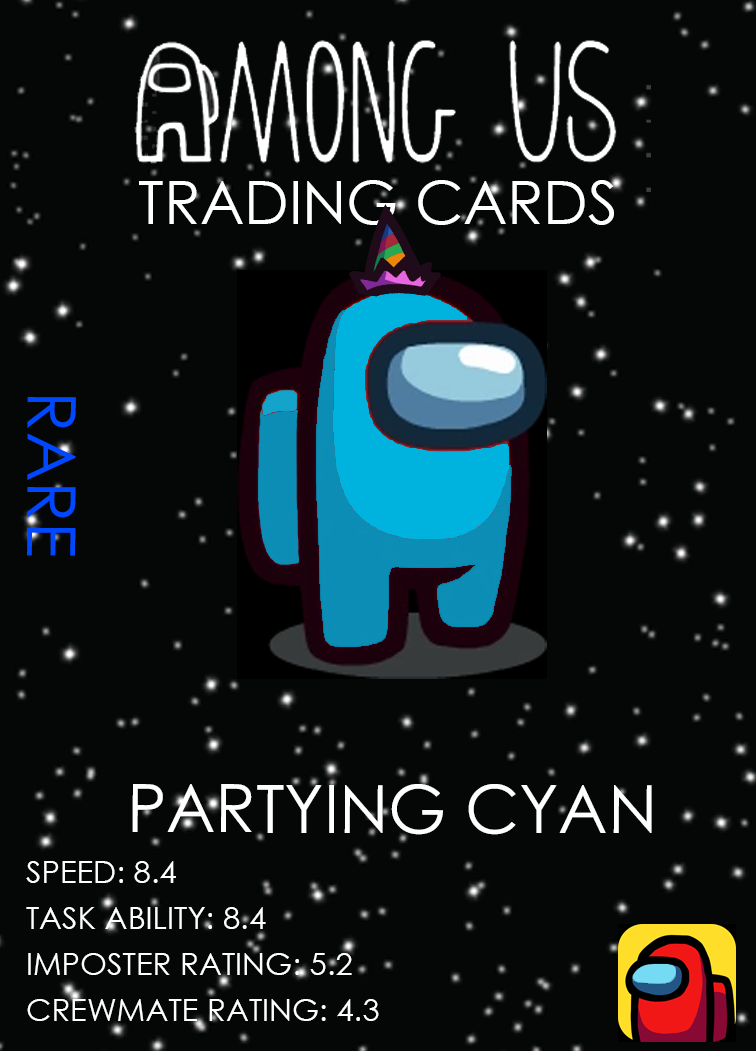 AMONG US
TRADING CARDS
RARE
PARTYING CYAN
SPEED: 8.4
TASK ABILITY: 8.4
IMPOSTER RATING: 5.2
CREWMATE RATING: 4.3